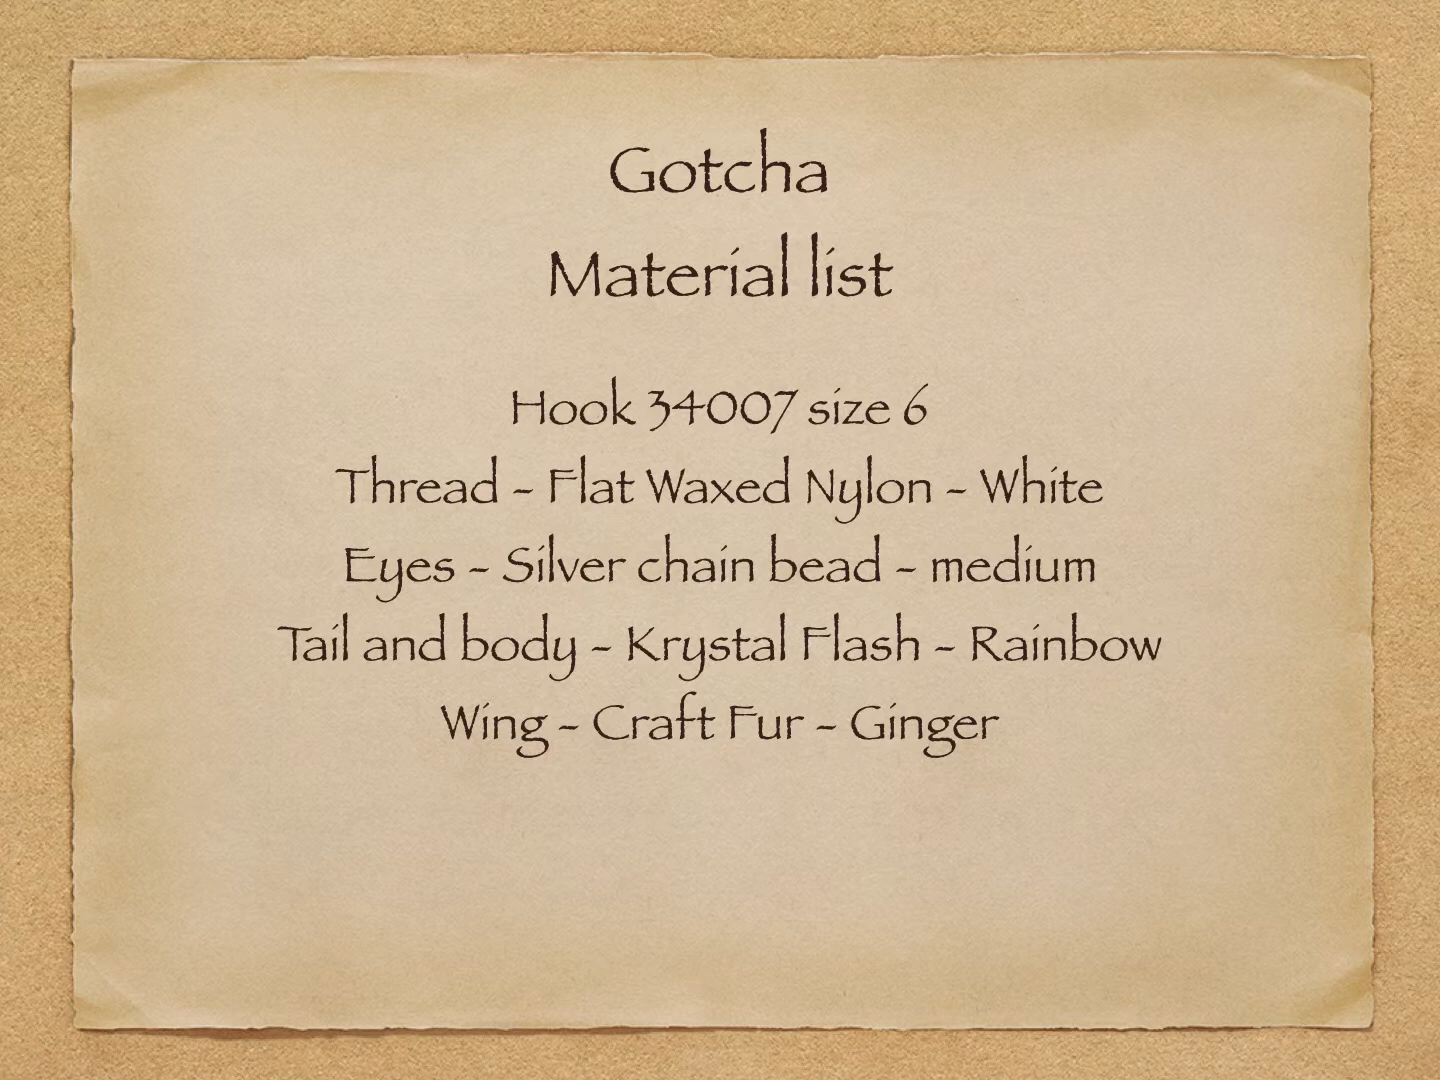 Gotcha
Material list
Hook 34007 size 6
Thread - Flat Waxed Nylon - White
Eyes - Silver chain bead - medium
Tail and body - Krystal Flash - Rainbow
Wing - Craft Fur - Ginger